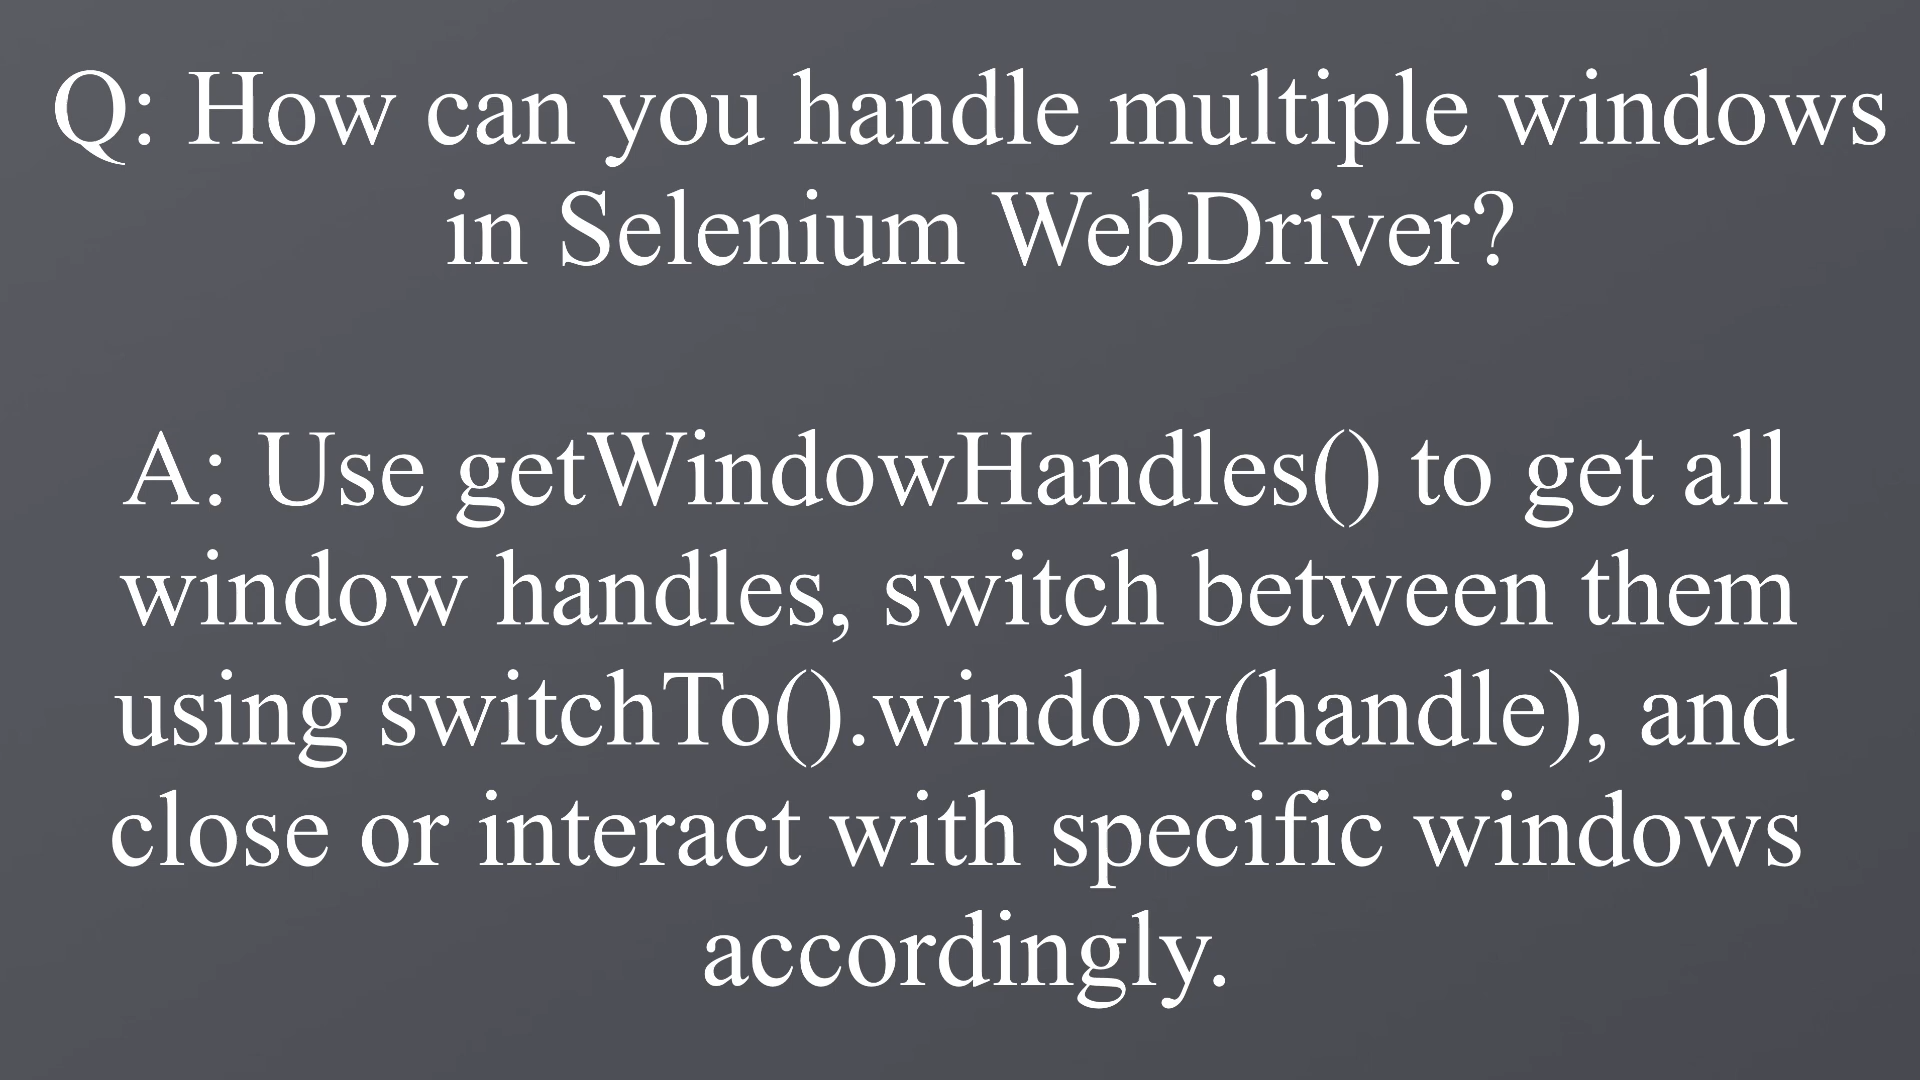 Q: How can you handle multiple windows
in Selenium WebDriver?
A: Use getWindowHandles() to get all
window handles, switch between them
using switchTo().window(handle), and
close or interact with specific windows
accordingly.